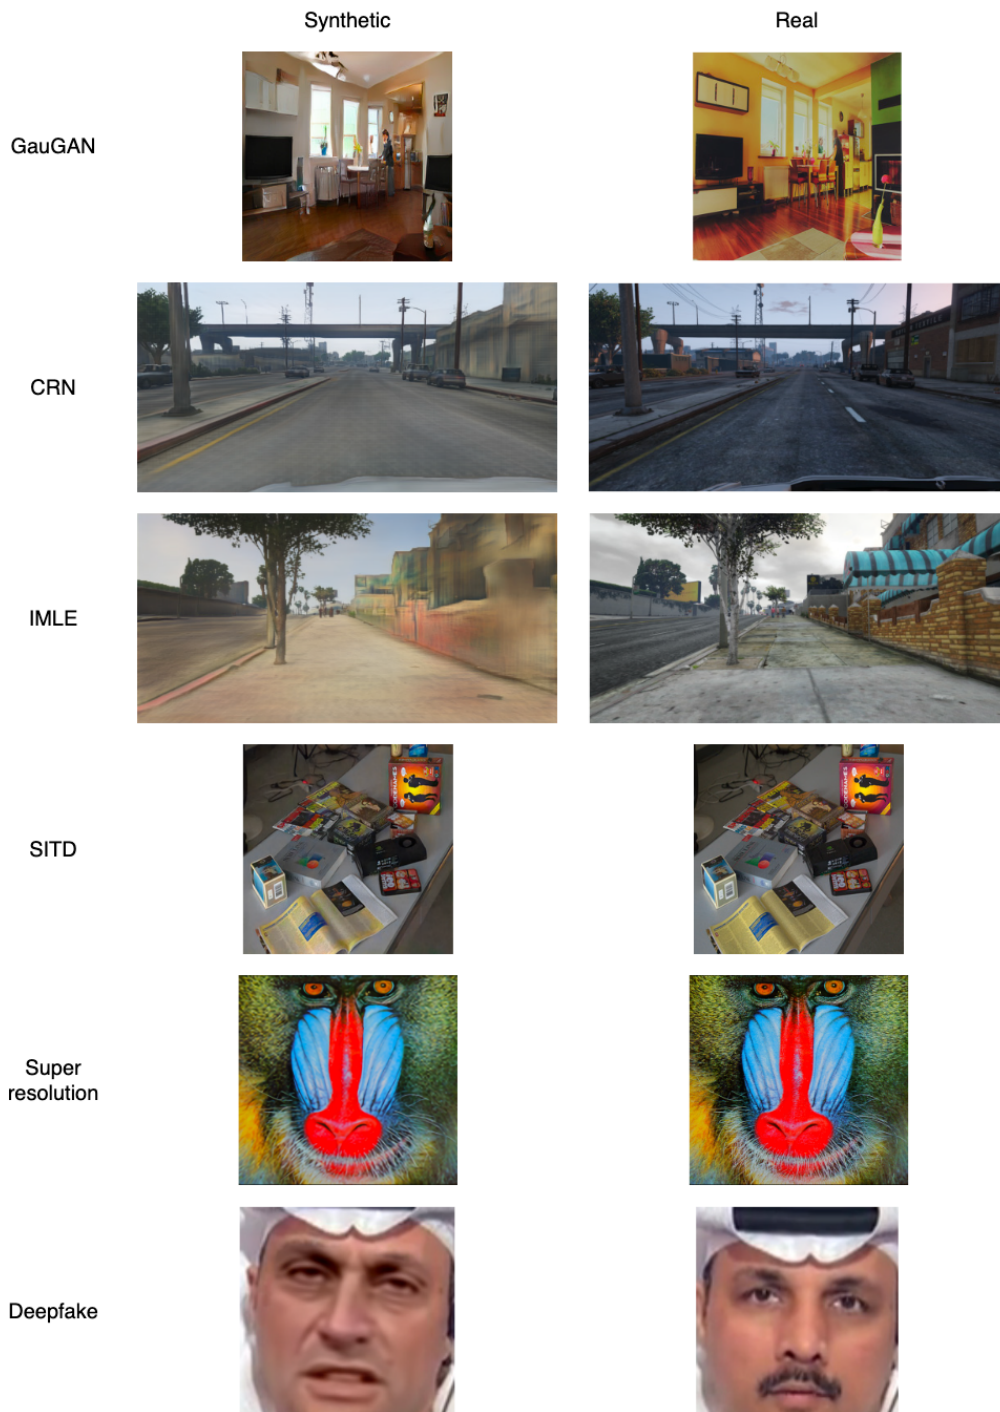 Synthetic
Real
GauGAN
CRN
IMLE
SITD
Super
resolution
Deepfake